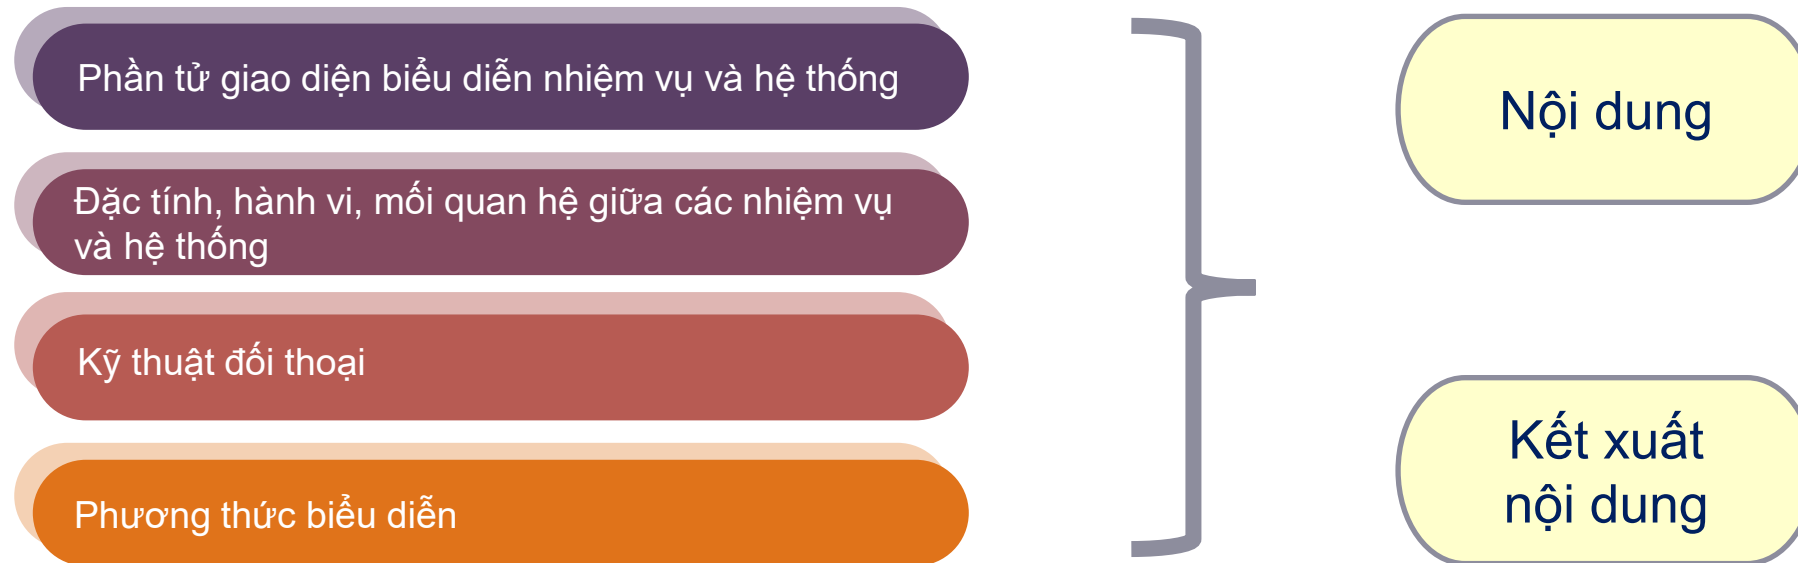 Phần tử giao diện biểu diễn nhiệm vụ và hệ thống
Đặc tính, hành vi, mối quan hệ giữa các nhiệm vụ
và hệ thống
Kỹ thuật đối thoại
Phương thức biểu diễn
Nội dung
Kết xuất
nội dung